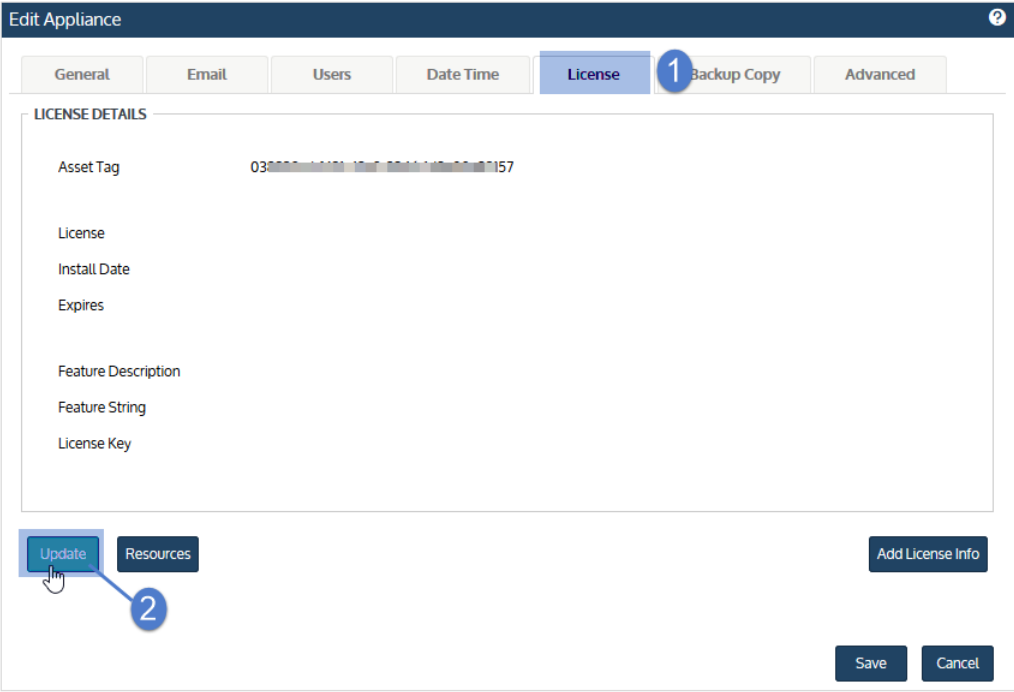 Edit Appliance ?
General Email Users Date Time License 1 Backup Copy Advanced
LICENSE DETAILS
Asset Tag 157
License
Install Date
Expires
Feature Description
Feature String
License Key
Update Resources Add License Info
2
Save Cancel